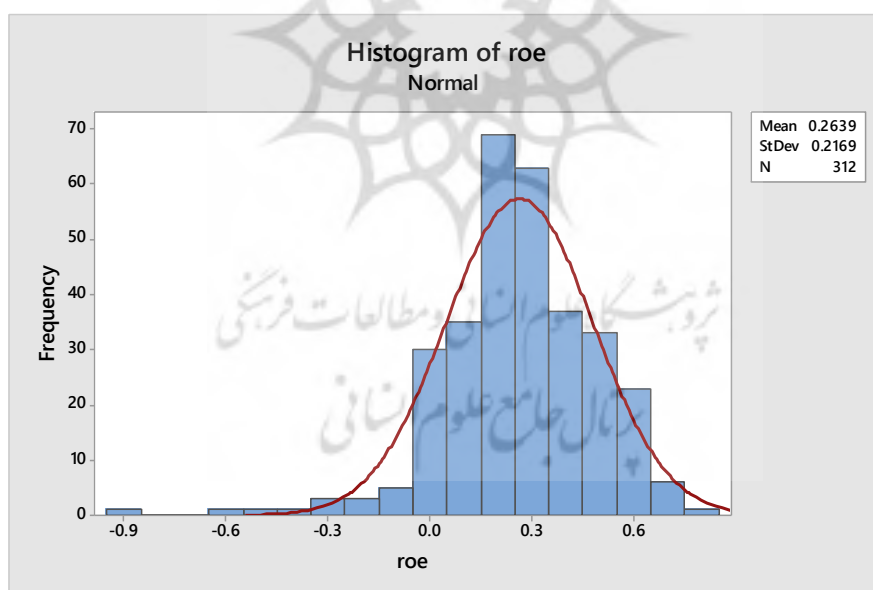 Histogram of roe
Normal
Mean 0.2639
StDev 0.2169
N 312
Frequency
70
60
50
40
30
20
10
0
-0.9 -0.6 -0.3 0.0 0.3 0.6
roe
پژوهشگاه علوم انسانی و مطالعات فرهنگی
پرتال جامع علوم انسانی